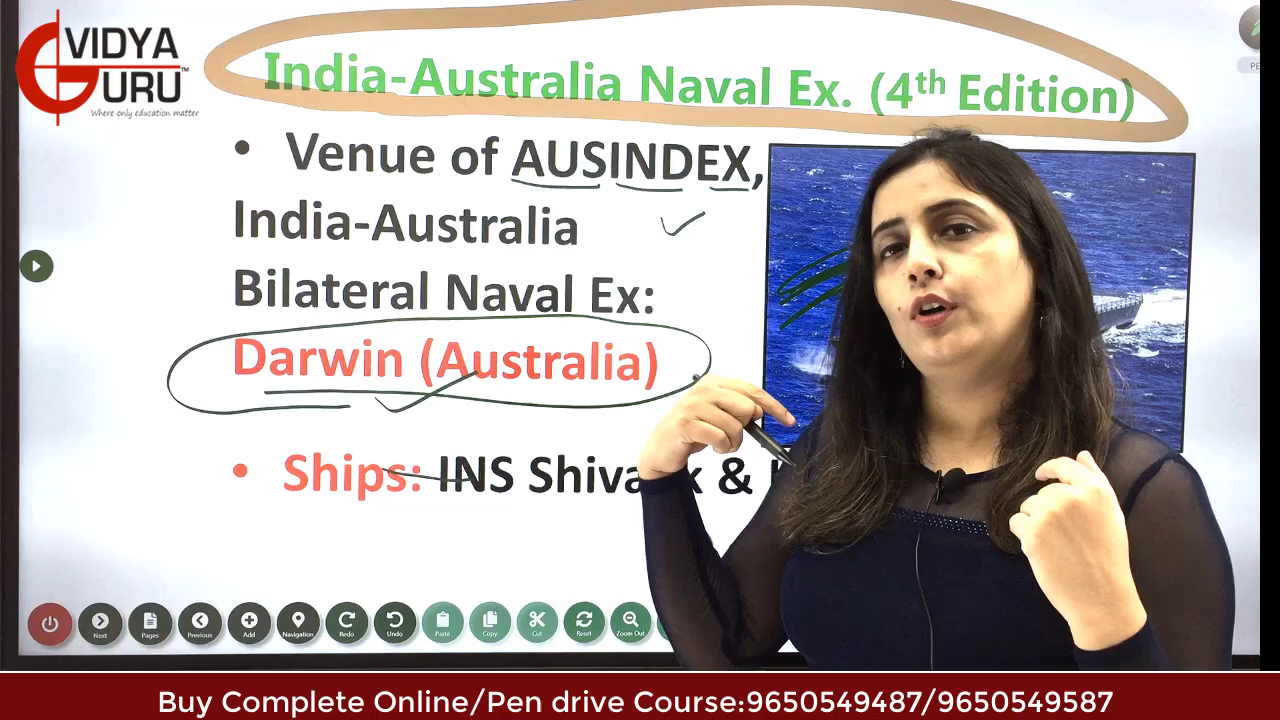 VIDYA
GURU™
Where only education matter
India-Australia Naval Ex. (4th Edition)
• Venue of AUSINDEX,
India-Australia
Bilateral Naval Ex:
Darwin (Australia)
• Ships: INS &
Next
Pages
Previous
Add
Navigation
Redo
Undo
Paste
Copy
Cut
Reset
Zoom Out
Buy Complete Online/Pen drive Course:9650549487/9650549587